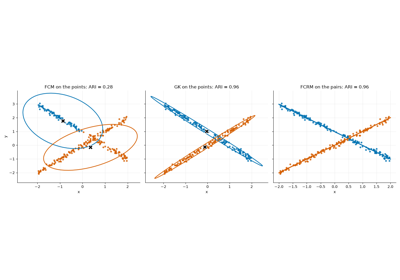 FCM on the points: ARI = 0.28
GK on the points: ARI = 0.96
FCRM on the pairs: ARI = 0.96
y
3
2
1
0
−1
−2
−2 −1 0 1 2
−2 −1 0 1 2
−2.0 −1.5 −1.0 −0.5 0.0 0.5 1.0 1.5 2.0
x
x
x